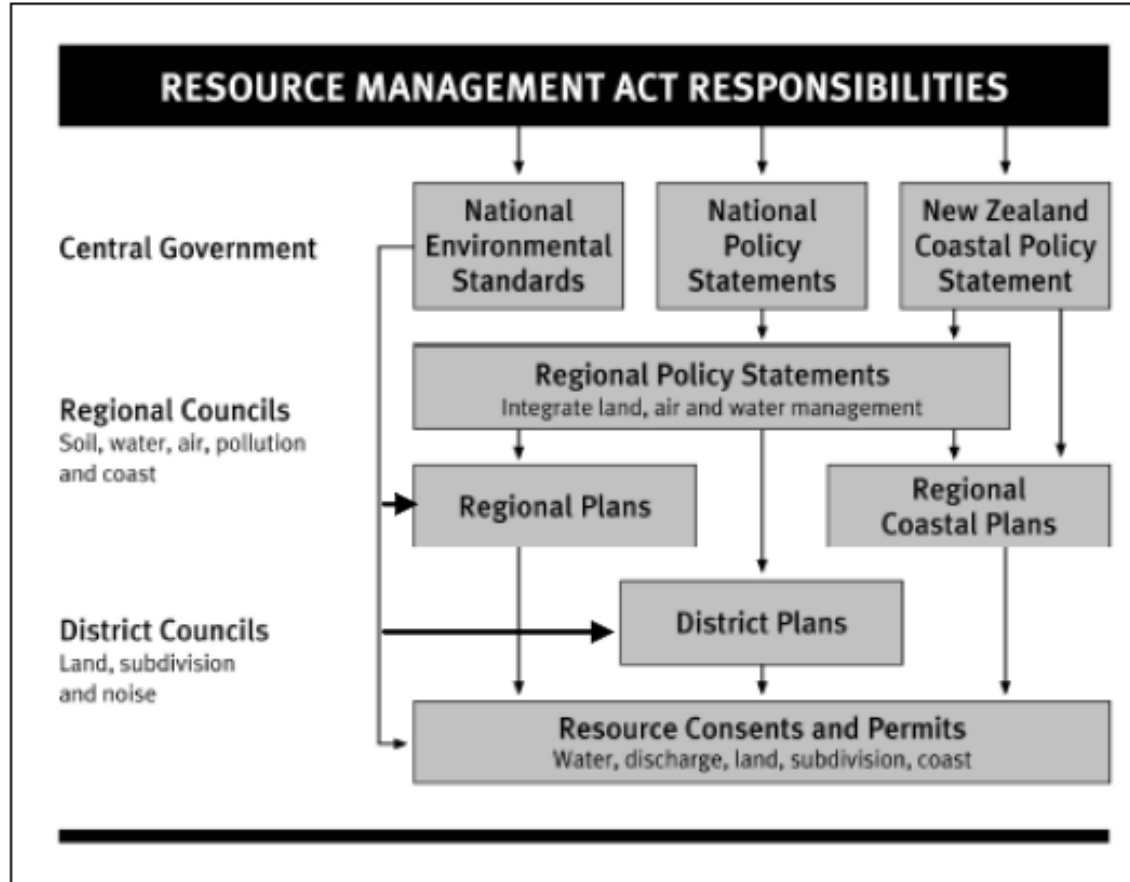 RESOURCE MANAGEMENT ACT RESPONSIBILITIES
Central Government
National
Environmental
Standards
National
Policy
Statements
New Zealand
Coastal Policy
Statement
Regional Policy Statements
Integrate land, air and water management
Regional Councils
Soil, water, air, pollution
and coast
Regional Plans
Regional
Coastal Plans
District Councils
Land, subdivision
and noise
District Plans
Resource Consents and Permits
Water, discharge, land, subdivision, coast